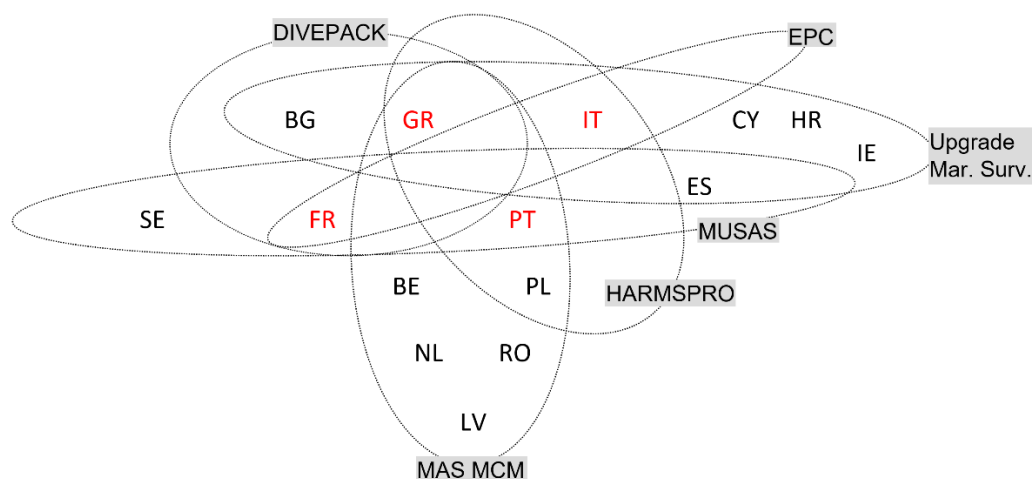 DIVEPACK
EPC
BG
GR
IT
CY
HR
IE
Upgrade
Mar. Surv.
ES
SE
FR
PT
MUSAS
BE
PL
HARMSPRO
NL
RO
LV
MAS MCM